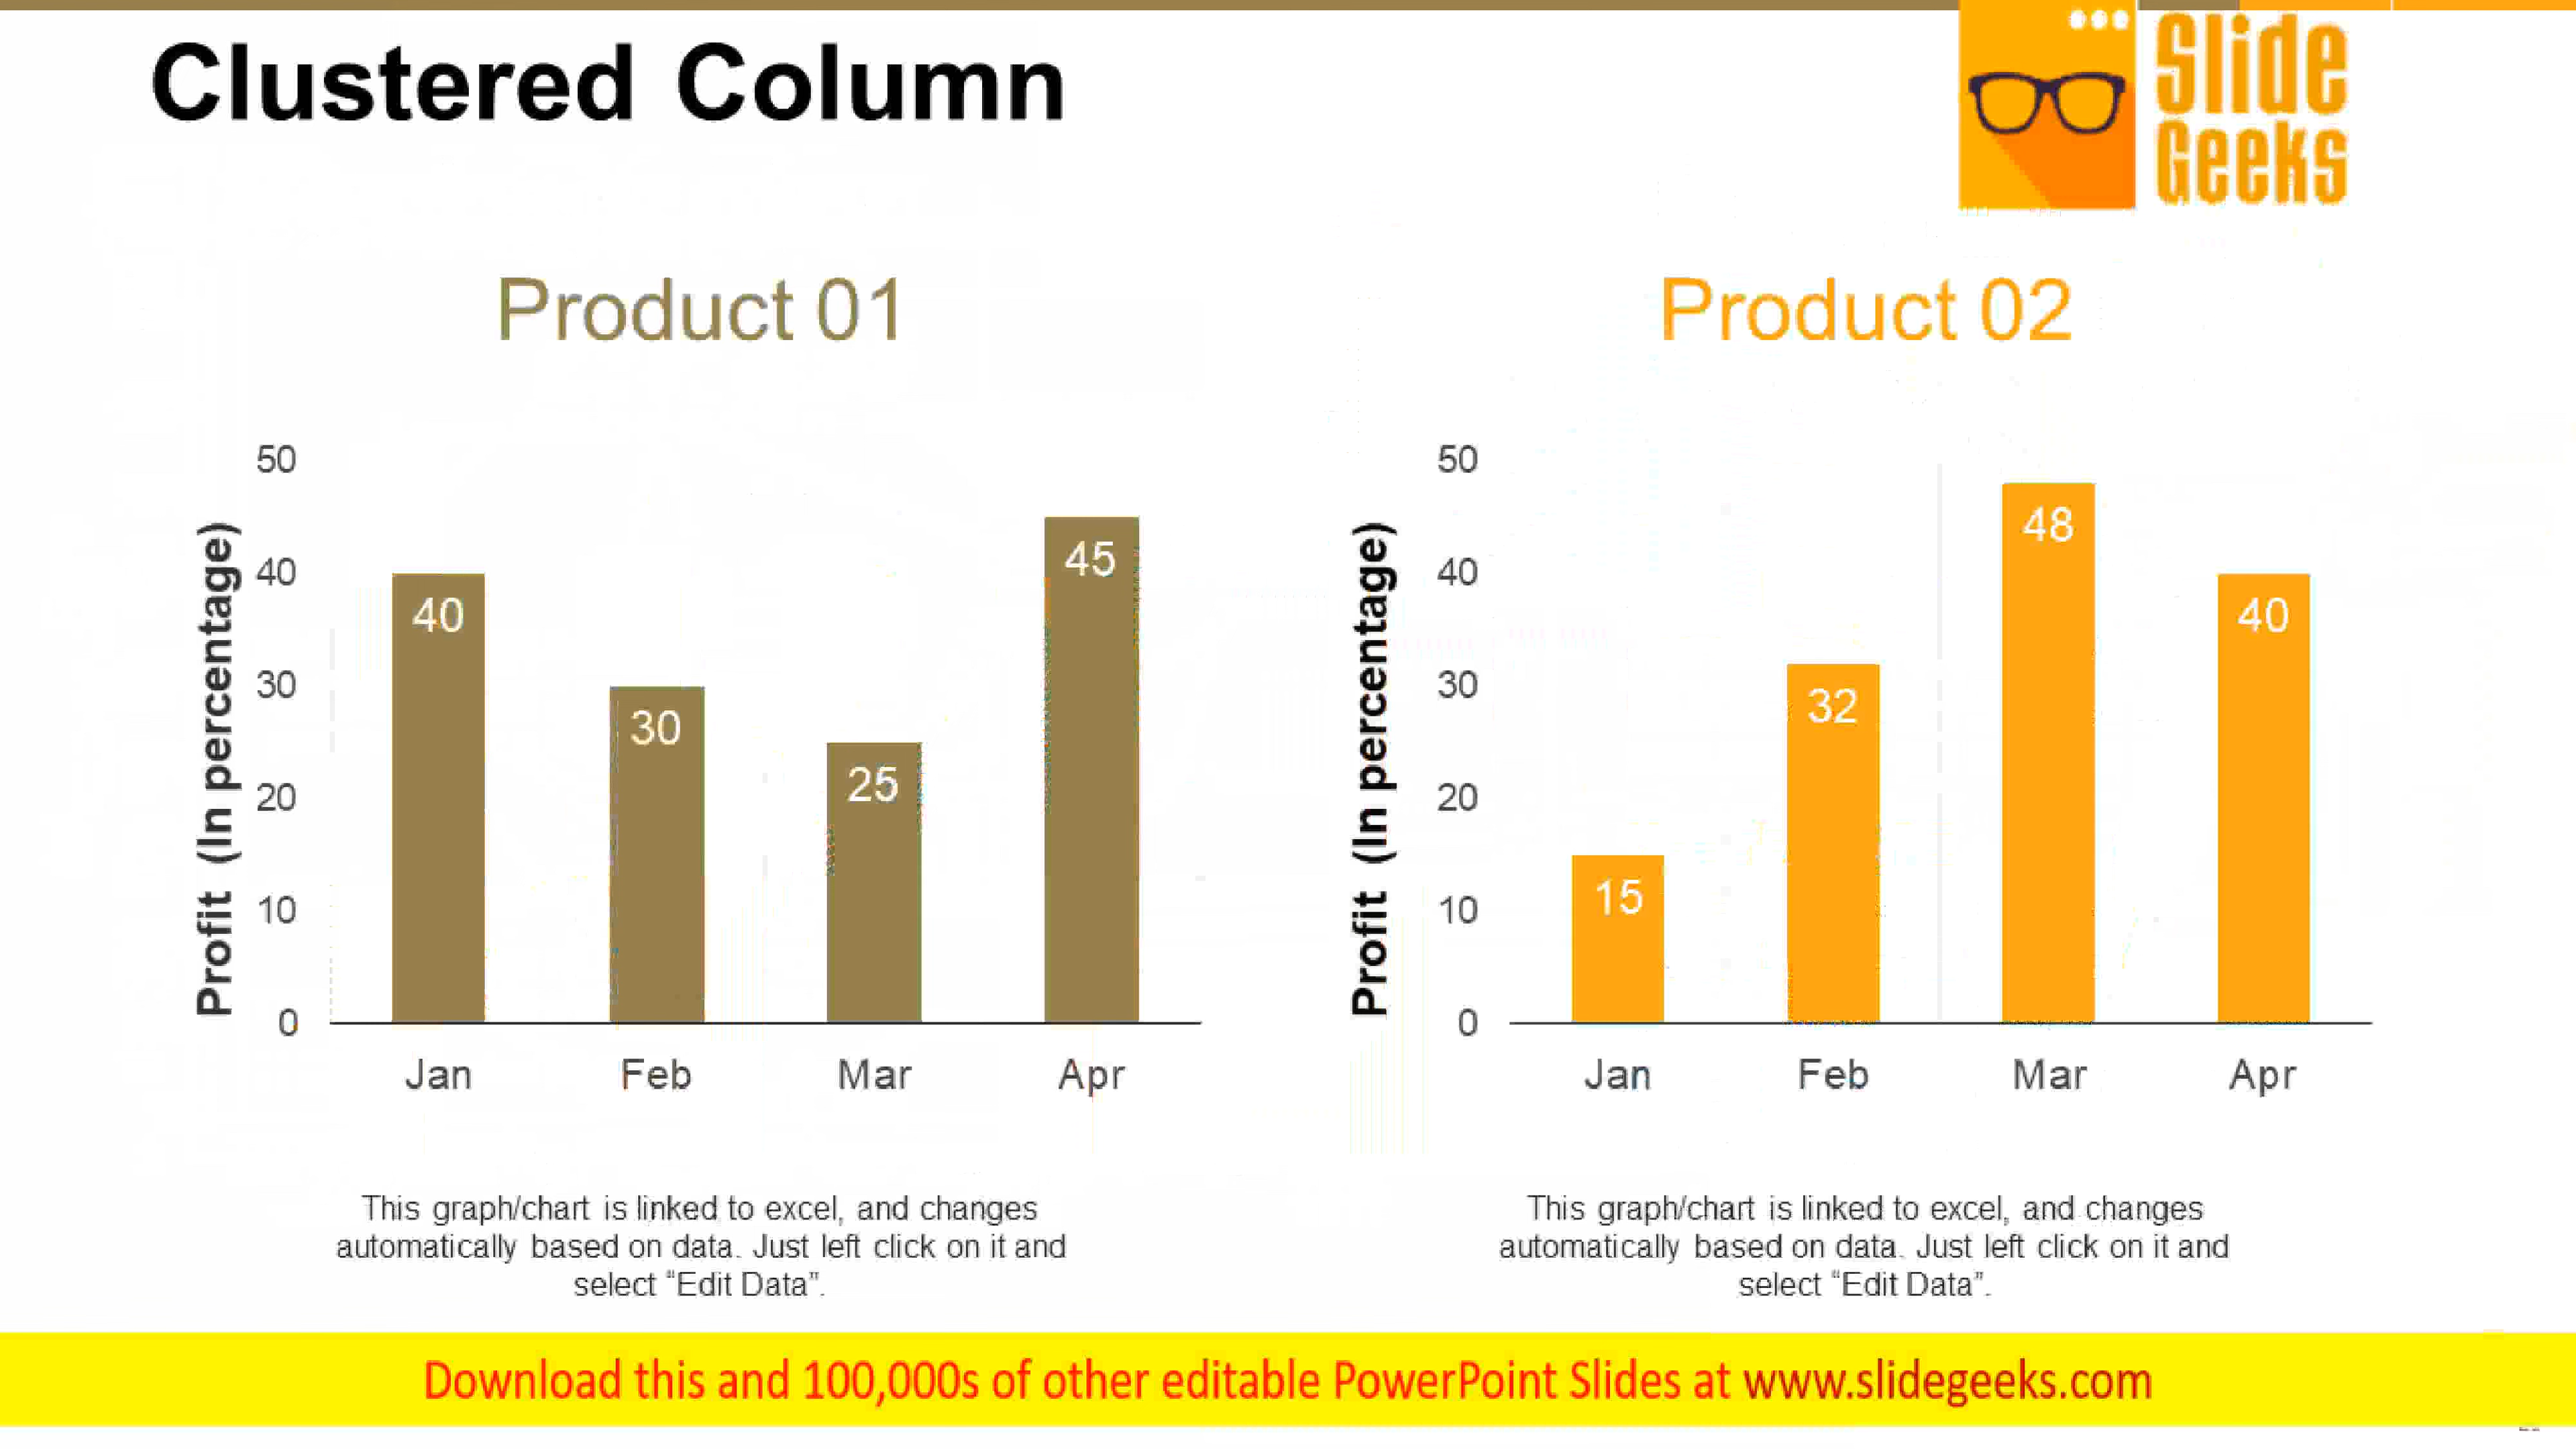 Clustered Column
Slide
Geeks
Product 01
Product 02
Profit (In percentage)
50
40
30
20
10
0
40
30
25
45
Jan
Feb
Mar
Apr
Profit (In percentage)
50
40
30
20
10
0
15
32
48
40
Jan
Feb
Mar
Apr
This graph/chart is linked to excel, and changes
automatically based on data. Just left click on it and
select “Edit Data”.
This graph/chart is linked to excel, and changes
automatically based on data. Just left click on it and
select “Edit Data”.
Download this and 100,000s of other editable PowerPoint Slides at www.slidegeeks.com